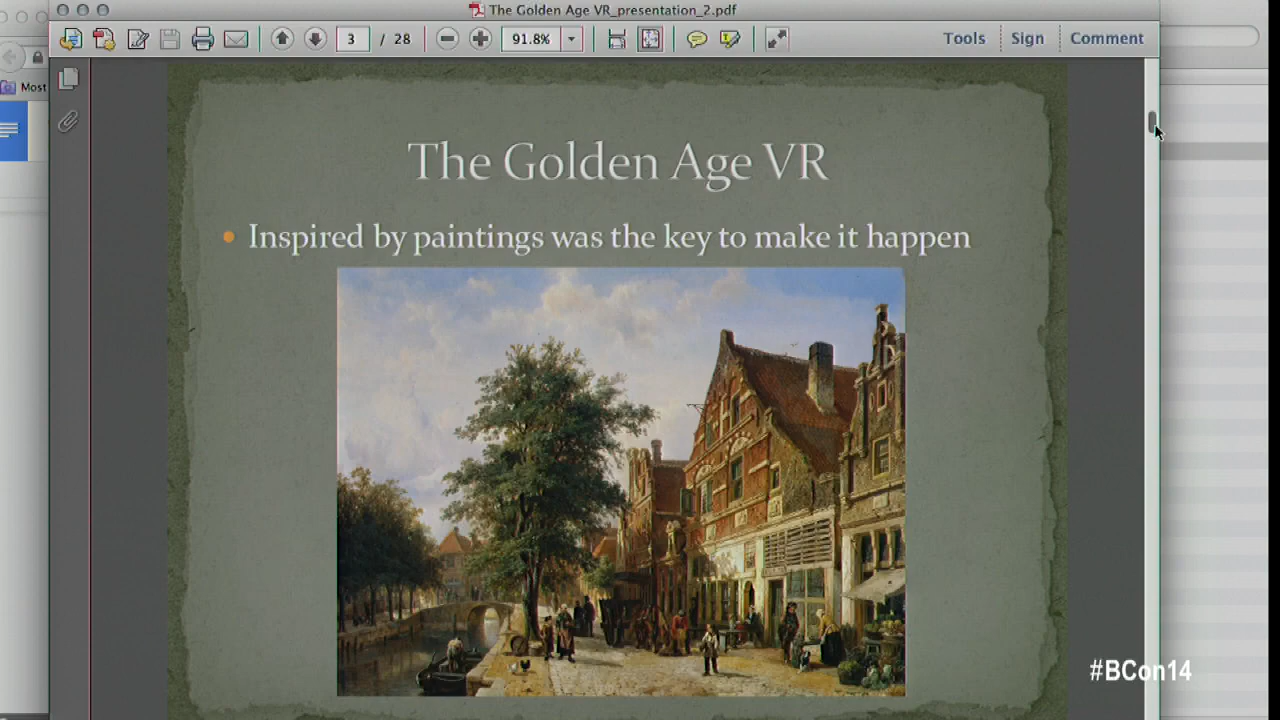 The Golden Age VR_presentation_2.pdf
3 / 28
91.8%
Tools
Sign
Comment
Most
The Golden Age VR
• Inspired by paintings was the key to make it happen
#BCon14